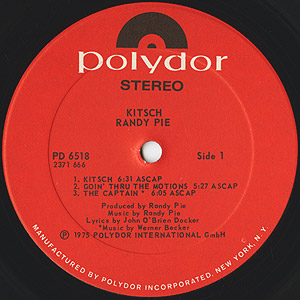 polydor
STEREO
KITSCH
RANDY PIE
PD 6518
2371 666
Side 1
1. KITSCH 6:31 ASCAP
2. GOIN' THRU THE MOTIONS 5:27 ASCAP
3. THE CAPTAIN * 6:05 ASCAP
Produced by Randy Pie
Music by Randy Pie
Lyrics by John O'Brien Docker
*Music by Werner Becker
Ⓟ 1975 POLYDOR INTERNATIONAL GmbH
MANUFACTURED BY POLYDOR INCORPORATED, NEW YORK, N.Y.